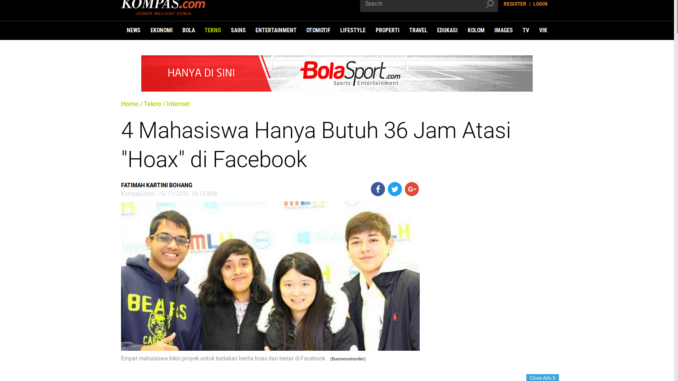 KOMPAS.com
JERNIH MELIHAT DUNIA
Search
REGISTER | LOGIN
NEWS EKONOMI BOLA TEKNO SAINS ENTERTAINMENT OTOMOTIF LIFESTYLE PROPERTI TRAVEL EDUKASI KOLOM IMAGES TV VIK
HANYA DI SINI
BolaSport.com
Sports Entertainment
Home / Tekno / Internet
4 Mahasiswa Hanya Butuh 36 Jam Atasi
"Hoax" di Facebook
FATIMAH KARTINI BOHANG
Kompas.com - 15/11/2016, 13:12 WIB
BEARS
Empat mahasiswa bikin proyek untuk bedakan berita hoax dan benar di Facebook. (BusinessInsider)
Close Ads X